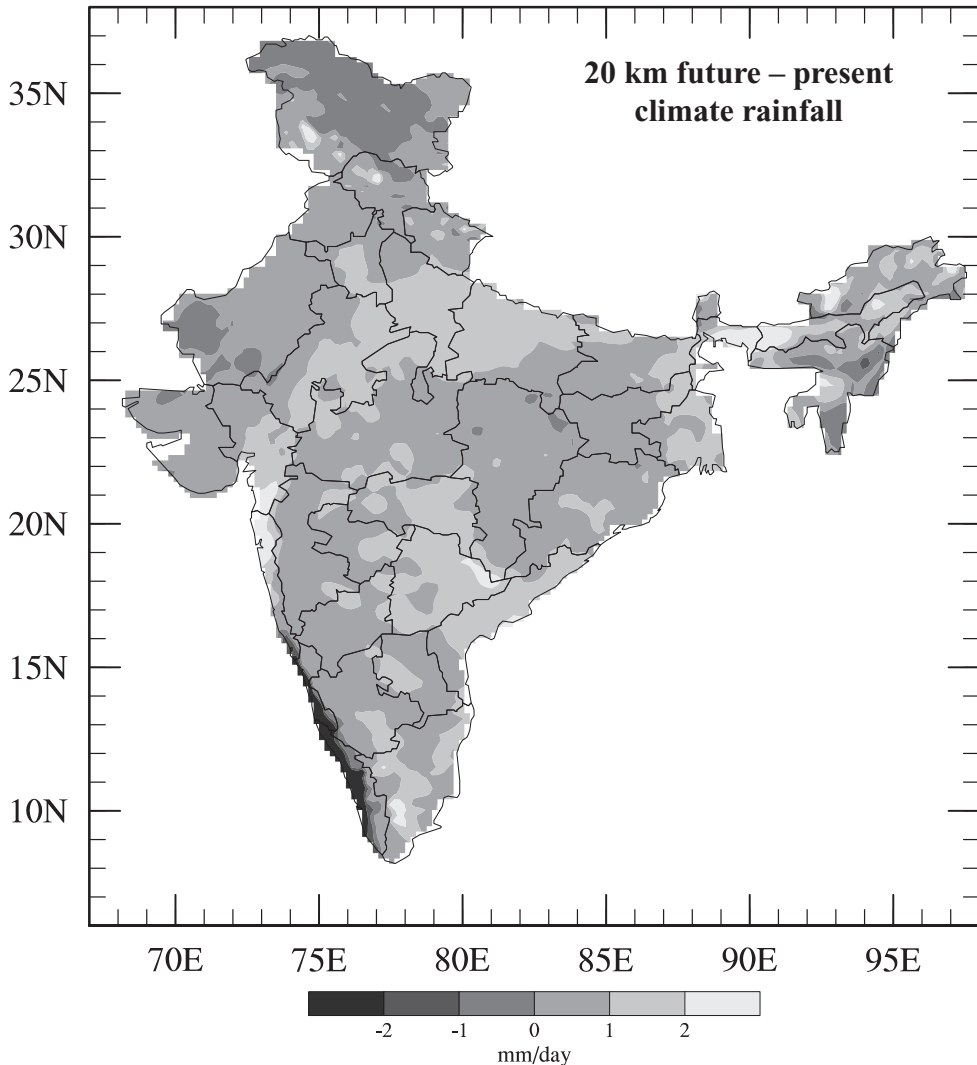 20 km future – present
climate rainfall
35N
30N
25N
20N
15N
10N
70E 75E 80E 85E 90E 95E
-2 -1 0 1 2
mm/day